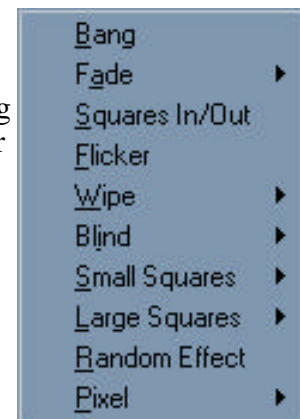 Bang
Fade
g Squares In/Out
r Flicker
Wipe
Blind
Small Squares
Large Squares
Random Effect
Pixel